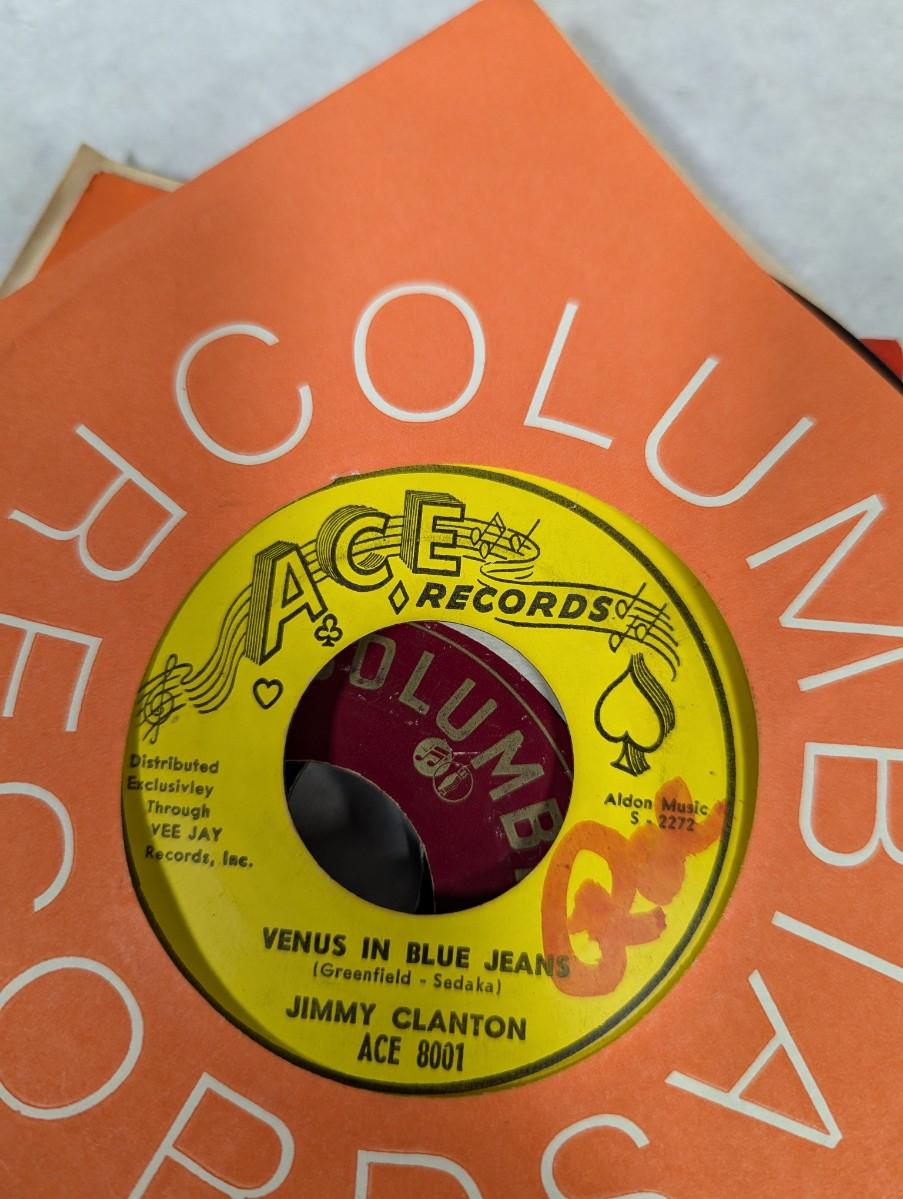 COLUMBIA
RECORDS
ACE
RECORDS
COLUMB
Distributed
Exclusivley
Through
VEE JAY
Records, Inc.
Aldon Music
S - 2272
VENUS IN BLUE JEANS
(Greenfield - Sedaka)
JIMMY CLANTON
ACE 8001